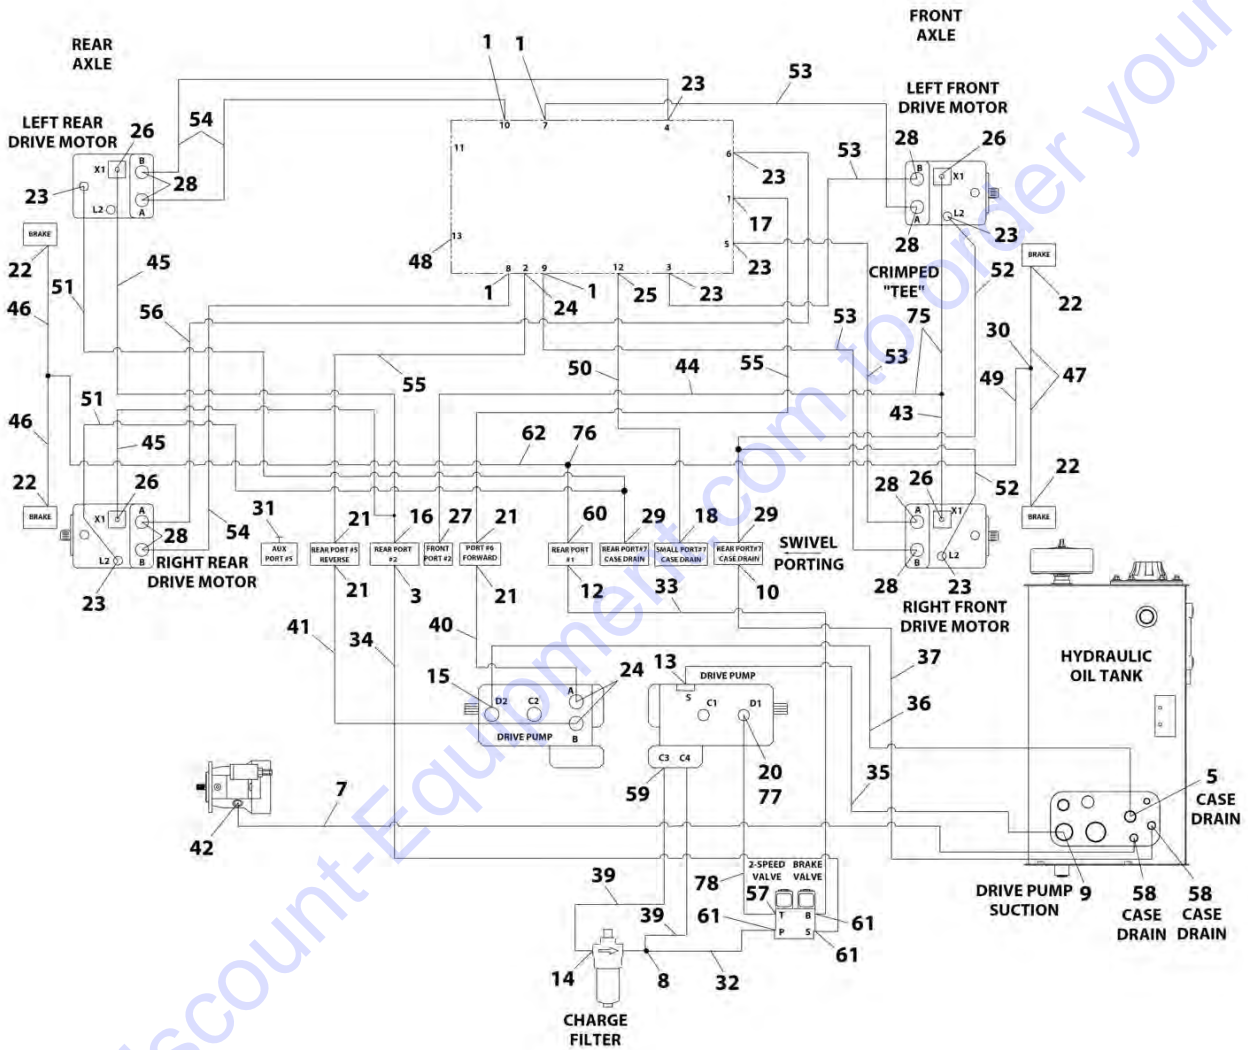 FRONT
AXLE
REAR
AXLE
1
1
53
23
LEFT FRONT
DRIVE MOTOR
LEFT REAR
DRIVE MOTOR
26
54
10
7
4
28
26
11
6
53
B
X1
B
X1
23
28
23
L2
A
1
17
A
L2
23
28
BRAKE
13
5
BRAKE
22
45
48
23
CRIMPED
"TEE"
52
51
8
2
9
12
3
1
24
1
25
23
22
46
56
53
75
30
55
50
44
55
53
49
47
51
43
46
45
62
76
22
26
28
26
52
22
BRAKE
X1
A
28
54
31
21
16
27
21
60
29
18
29
SWIVEL
PORTING
A
X1
BRAKE
AUX
PORT #5
REAR PORT #5
REVERSE
REAR PORT
#2
FRONT
PORT #2
PORT #6
FORWARD
REAR PORT
#1
REAR PORT#7
CASE DRAIN
SMALL PORT#7
CASE DRAIN
REAR PORT#7
CASE DRAIN
L2
B
B
L2
RIGHT REAR
DRIVE MOTOR
23
21
3
21
12
33
10
28
23
RIGHT FRONT
DRIVE MOTOR
41
34
40
37
HYDRAULIC
OIL TANK
15
24
13
DRIVE PUMP
S
D2
C2
A
C1
D1
36
DRIVE PUMP
B
C3
C4
59
20
77
35
5
CASE
DRAIN
7
42
2-SPEED
VALVE
BRAKE
VALVE
39
78
57
T
B
DRIVE PUMP
SUCTION
9
58
CASE
DRAIN
58
CASE
DRAIN
39
61
P
S
61
61
14
8
32
CHARGE
FILTER
discount-Equipment.com to order your